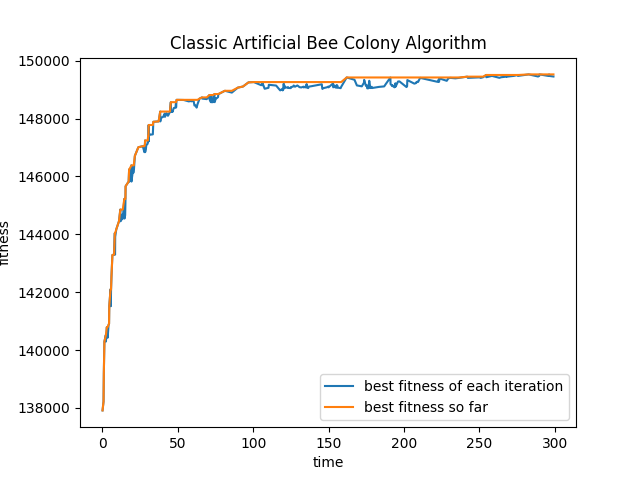 Classic Artificial Bee Colony Algorithm
150000
148000
146000
144000
142000
140000
138000
fitness
0 50 100 150 200 250 300
time
best fitness of each iteration
best fitness so far